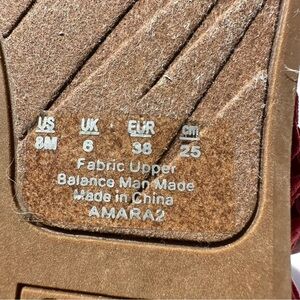 US UK EUR cm
8M 6 38 25
Fabric Upper
Balance Man Made
Made in China
AMARA2